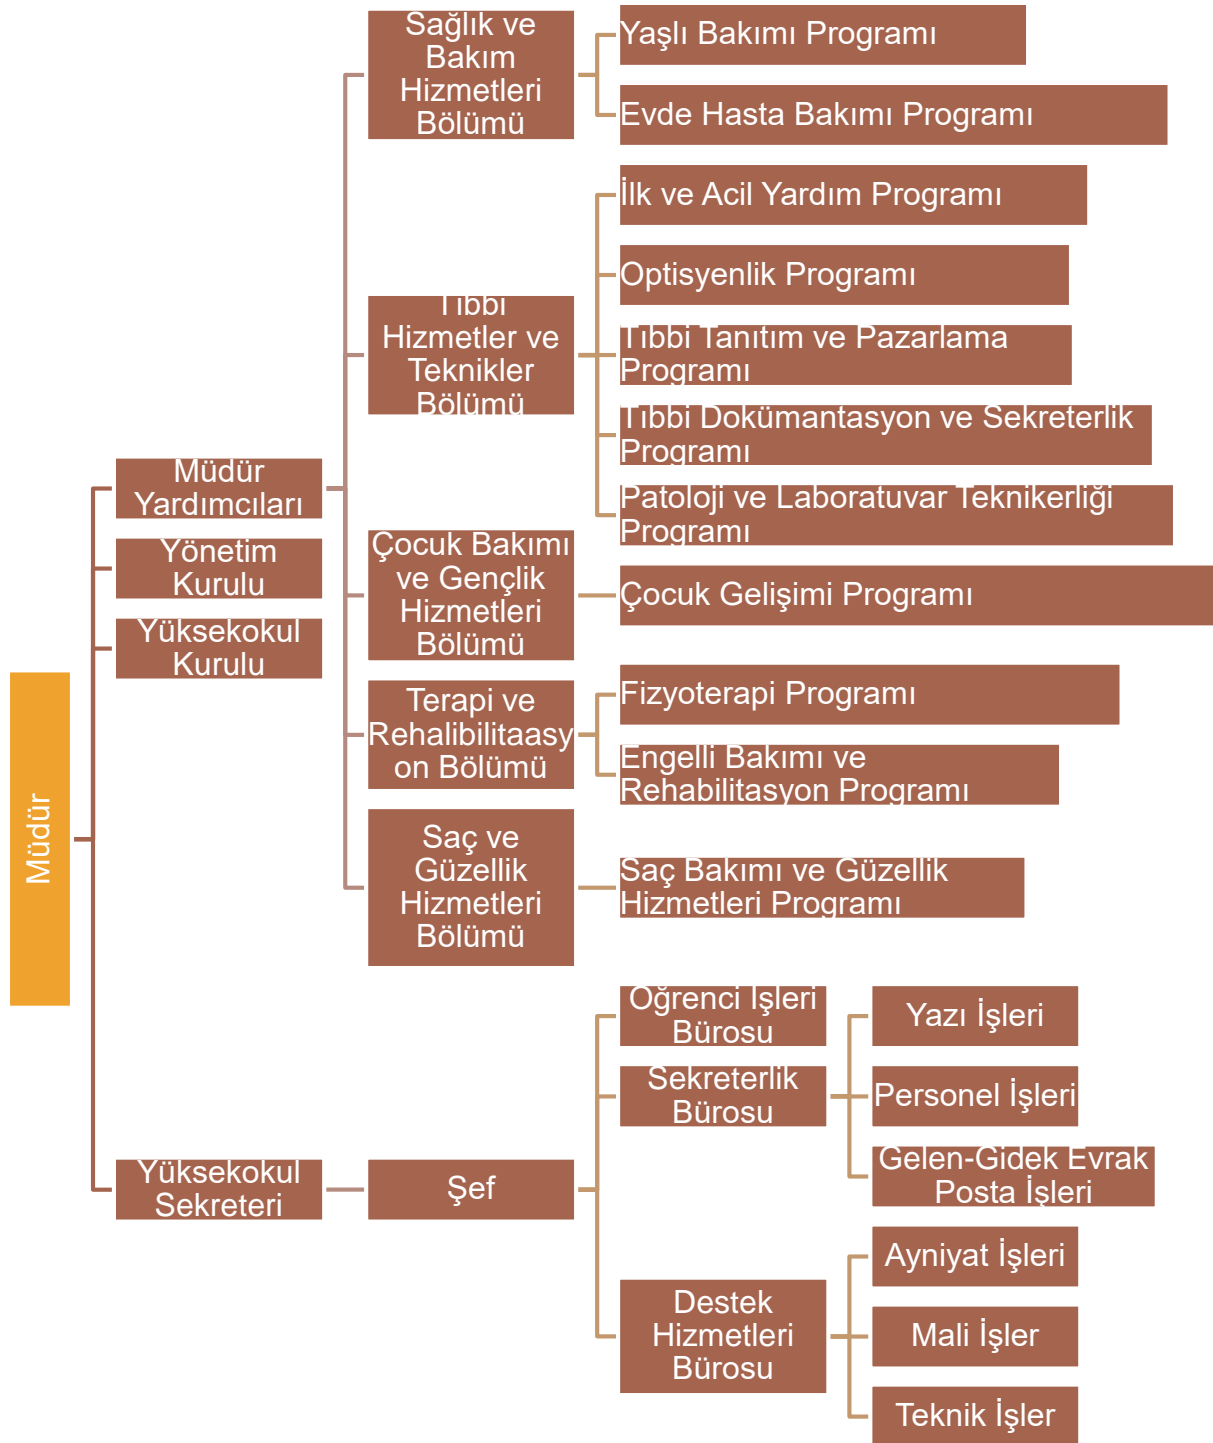 Müdür
Müdür
Yardımcıları
Sağlık ve
Bakım
Hizmetleri
Bölümü
Yaşlı Bakımı Programı
Evde Hasta Bakımı Programı
Tıbbi
Hizmetler ve
Teknikler
Bölümü
İlk ve Acil Yardım Programı
Optisyenlik Programı
Tıbbi Tanıtım ve Pazarlama
Programı
Tıbbi Dokümantasyon ve Sekreterlik
Programı
Patoloji ve Laboratuvar Teknikerliği
Programı
Çocuk Bakımı
ve Gençlik
Hizmetleri
Bölümü
Çocuk Gelişimi Programı
Terapi ve
Rehalibilitaasy
on Bölümü
Fizyoterapi Programı
Engelli Bakımı ve
Rehabilitasyon Programı
Saç ve
Güzellik
Hizmetleri
Bölümü
Saç Bakımı ve Güzellik
Hizmetleri Programı
Yönetim
Kurulu
Yüksekokul
Kurulu
Yüksekokul
Sekreteri
Şef
Öğrenci İşleri
Bürosu
Sekreterlik
Bürosu
Yazı İşleri
Personel İşleri
Gelen-Gidek Evrak
Posta İşleri
Destek
Hizmetleri
Bürosu
Ayniyat İşleri
Mali İşler
Teknik İşler